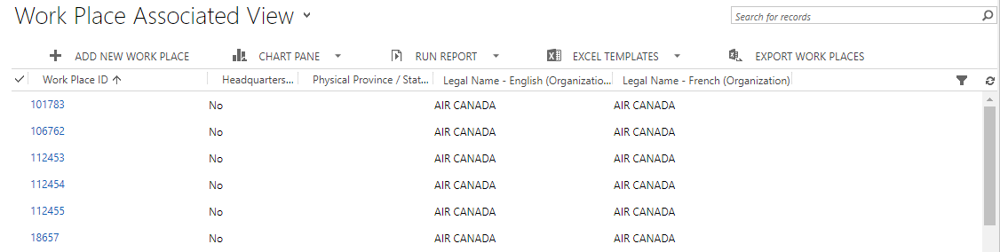 Work Place Associated View
Search for records
ADD NEW WORK PLACE CHART PANE RUN REPORT EXCEL TEMPLATES EXPORT WORK PLACES
Work Place ID Headquarters... Physical Province / Stat... Legal Name - English (Organizatio... Legal Name - French (Organization)
101783 No AIR CANADA AIR CANADA
106762 No AIR CANADA AIR CANADA
112453 No AIR CANADA AIR CANADA
112454 No AIR CANADA AIR CANADA
112455 No AIR CANADA AIR CANADA
18657 No AIR CANADA AIR CANADA